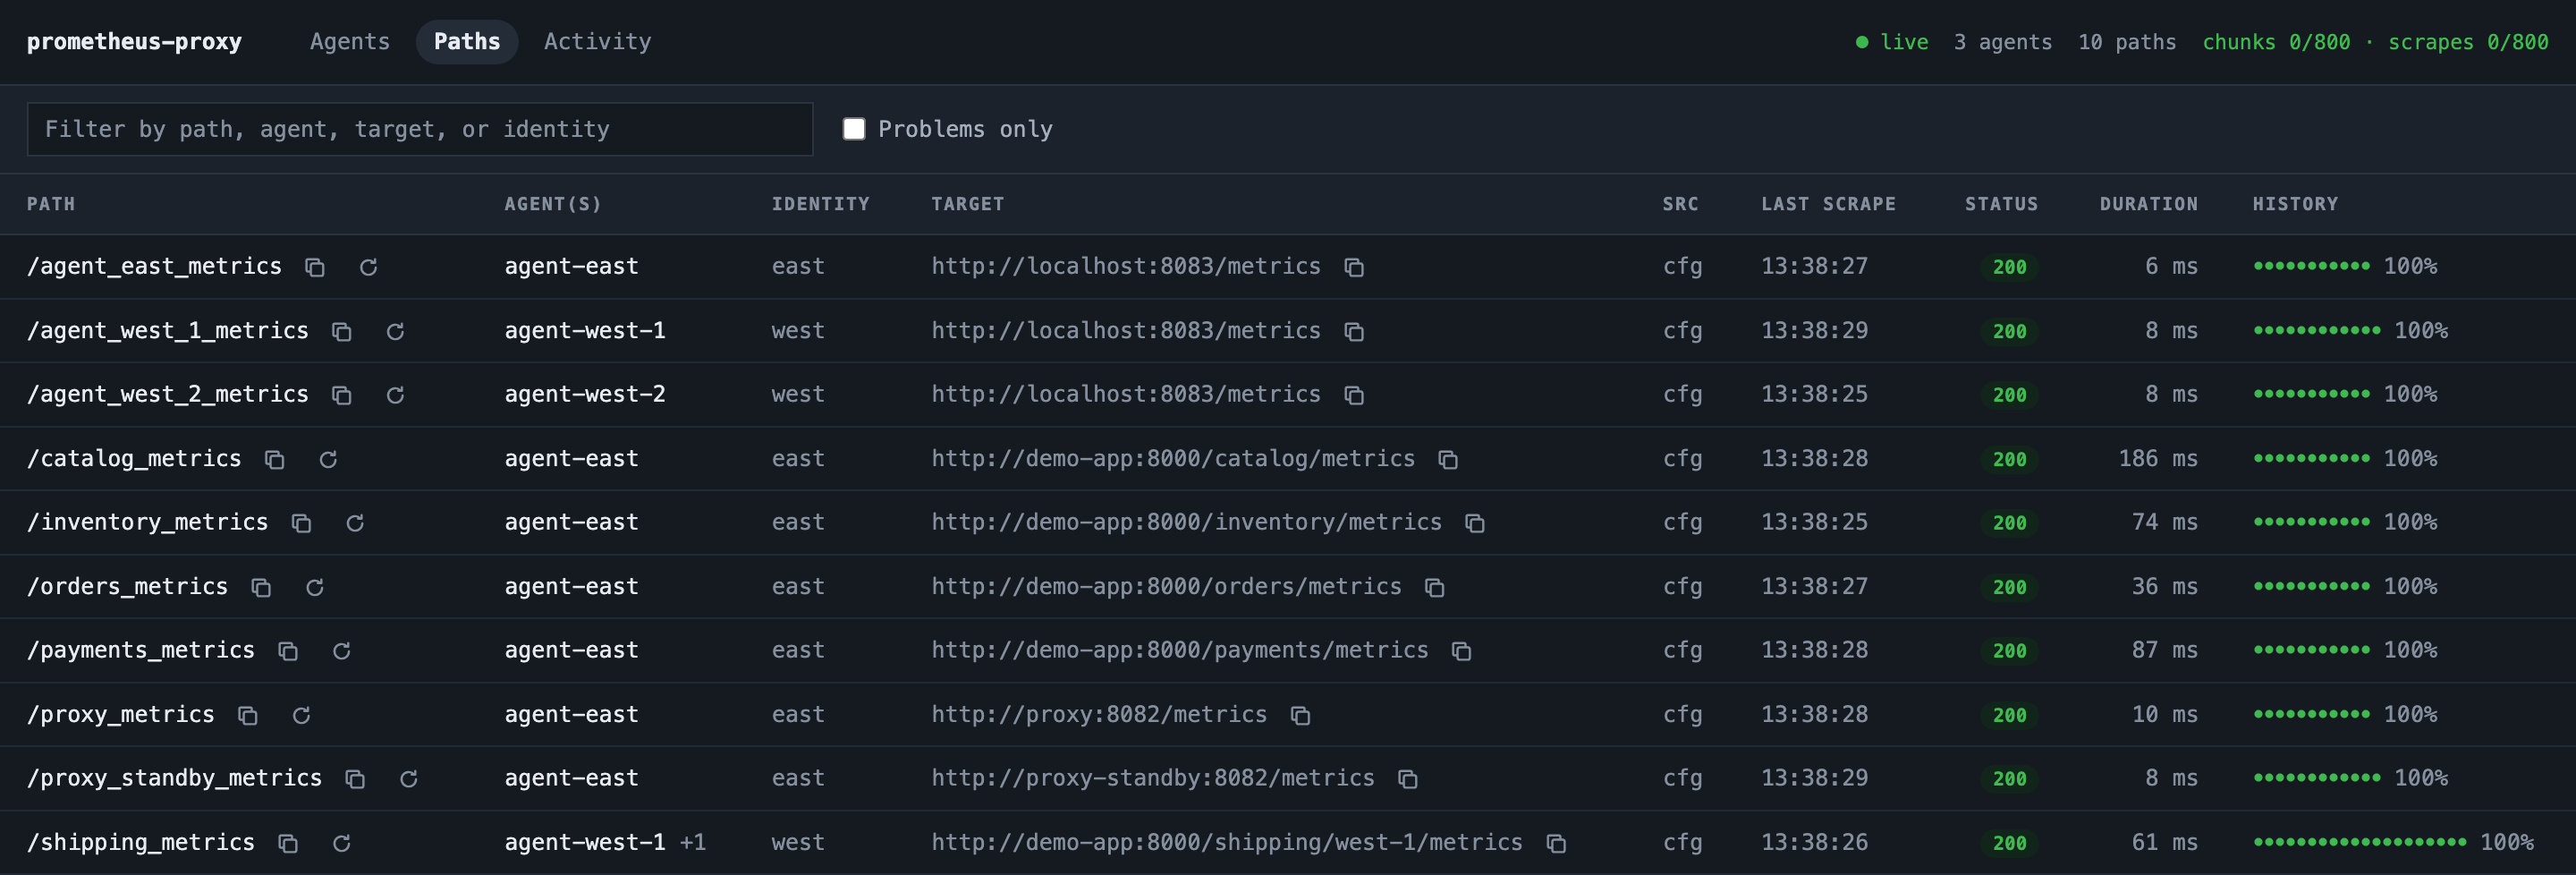 prometheus-proxy Agents Paths Activity live 3 agents 10 paths chunks 0/800 · scrapes 0/800
Filter by path, agent, target, or identity Problems only
PATH AGENT(S) IDENTITY TARGET SRC LAST SCRAPE STATUS DURATION HISTORY
/agent_east_metrics agent-east east http://localhost:8083/metrics cfg 13:38:27 200 6 ms 100%
/agent_west_1_metrics agent-west-1 west http://localhost:8083/metrics cfg 13:38:29 200 8 ms 100%
/agent_west_2_metrics agent-west-2 west http://localhost:8083/metrics cfg 13:38:25 200 8 ms 100%
/catalog_metrics agent-east east http://demo-app:8000/catalog/metrics cfg 13:38:28 200 186 ms 100%
/inventory_metrics agent-east east http://demo-app:8000/inventory/metrics cfg 13:38:25 200 74 ms 100%
/orders_metrics agent-east east http://demo-app:8000/orders/metrics cfg 13:38:27 200 36 ms 100%
/payments_metrics agent-east east http://demo-app:8000/payments/metrics cfg 13:38:28 200 87 ms 100%
/proxy_metrics agent-east east http://proxy:8082/metrics cfg 13:38:28 200 10 ms 100%
/proxy_standby_metrics agent-east east http://proxy-standby:8082/metrics cfg 13:38:29 200 8 ms 100%
/shipping_metrics agent-west-1 +1 west http://demo-app:8000/shipping/west-1/metrics cfg 13:38:26 200 61 ms 100%